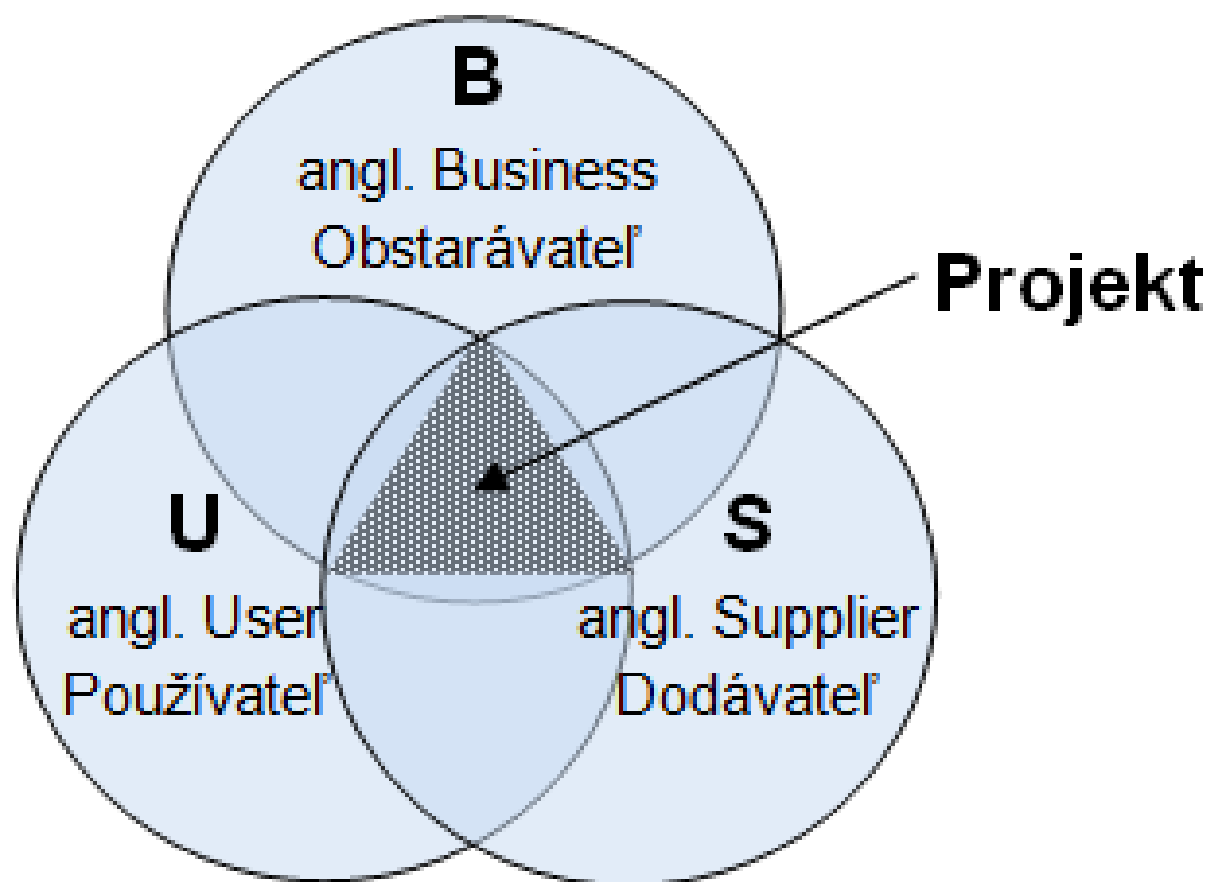 B
angl. Business
Obstarávateľ
Projekt
U
angl. User
Používateľ
S
angl. Supplier
Dodávateľ